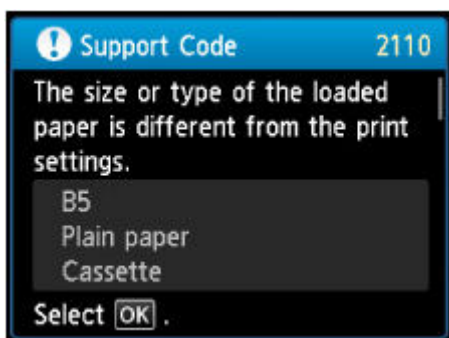 Support Code 2110
The size or type of the loaded
paper is different from the print
settings.
B5
Plain paper
Cassette
Select OK .